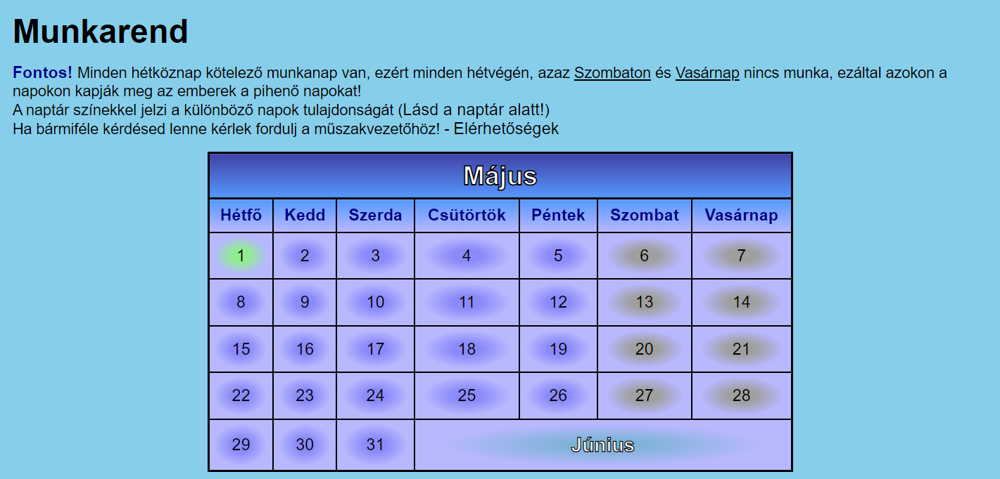 Munkarend
Fontos! Minden hétköznap kötelező munkanap van, ezért minden hétvégén, azaz Szombaton és Vasárnap nincs munka, ezáltal azokon a
napokon kapják meg az emberek a pihenő napokat!
A naptár színekkel jelzi a különböző napok tulajdonságát (Lásd a naptár alatt!)
Ha bármiféle kérdésed lenne kérlek fordulj a műszakvezetőhöz! - Elérhetőségek
Május
Hétfő Kedd Szerda Csütörtök Péntek Szombat Vasárnap
1 2 3 4 5 6 7
8 9 10 11 12 13 14
15 16 17 18 19 20 21
22 23 24 25 26 27 28
29 30 31 Június